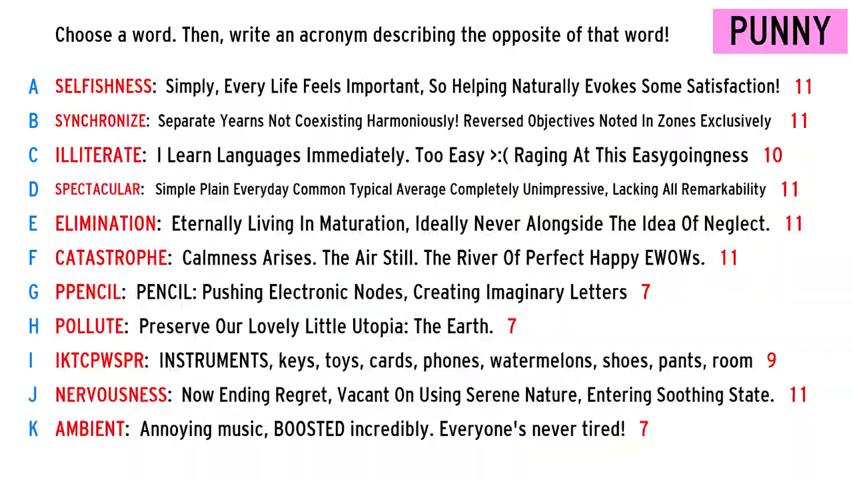 Choose a word. Then, write an acronym describing the opposite of that word!
PUNNY
A SELFISHNESS: Simply, Every Life Feels Important, So Helping Naturally Evokes Some Satisfaction! 11
B SYNCHRONIZE: Separate Yearns Not Coexisting Harmoniously! Reversed Objectives Noted In Zones Exclusively 11
C ILLITERATE: I Learn Languages Immediately. Too Easy >:( Raging At This Easygoingness 10
D SPECTACULAR: Simple Plain Everyday Common Typical Average Completely Unimpressive, Lacking All Remarkability 11
E ELIMINATION: Eternally Living In Maturation, Ideally Never Alongside The Idea Of Neglect. 11
F CATASTROPHE: Calmness Arises. The Air Still. The River Of Perfect Happy EWOWs. 11
G PPENCIL: PENCIL: Pushing Electronic Nodes, Creating Imaginary Letters 7
H POLLUTE: Preserve Our Lovely Little Utopia: The Earth. 7
I IKTCPWSPR: INSTRUMENTS, keys, toys, cards, phones, watermelons, shoes, pants, room 9
J NERVOUSNESS: Now Ending Regret, Vacant On Using Serene Nature, Entering Soothing State. 11
K AMBIENT: Annoying music, BOOSTED incredibly. Everyone's never tired! 7